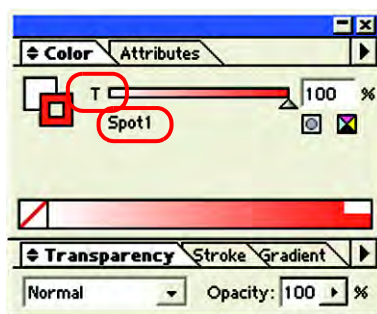 Color Attributes
T 100 %
Spot1
Transparency Stroke Gradient
Normal Opacity: 100 %